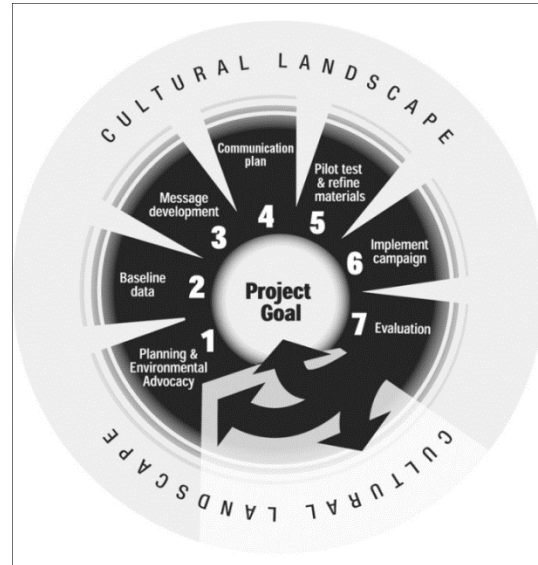 CULTURAL LANDSCAPE
Communication
plan
Pilot test
& refine
materials
Message
development
4
5
3
Implement
campaign
6
Baseline
data
2
Project
Goal
7
Evaluation
1
Planning &
Environmental
Advocacy
CULTURAL LANDSCAPE